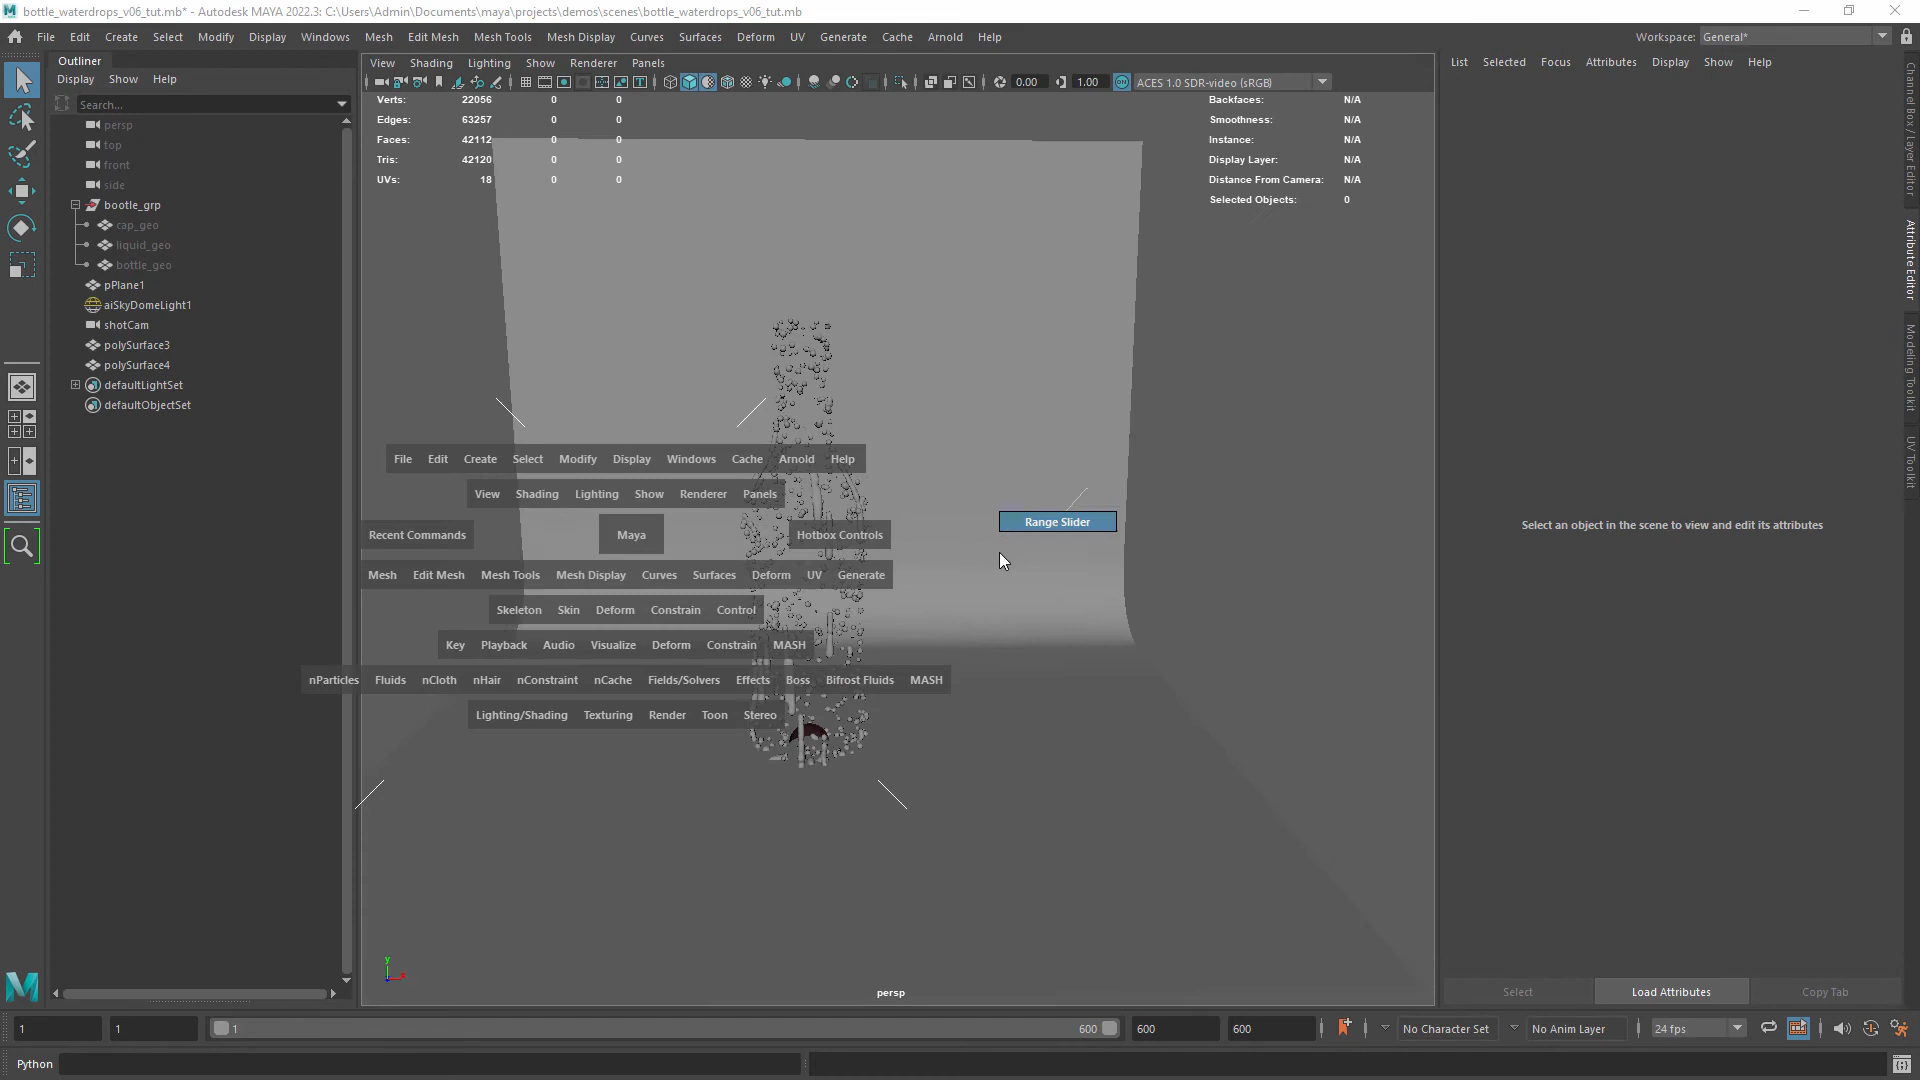 bottle_waterdrops_v06_tut.mb* - Autodesk MAYA 2022.3: C:\Users\Admin\Documents\maya\projects\demos\scenes\bottle_waterdrops_v06_tut.mb
File Edit Create Select Modify Display Windows Mesh Edit Mesh Mesh Tools Mesh Display Curves Surfaces Deform UV Generate Cache Arnold Help Workspace: General*
Outliner
Display Show Help
Search...
persp
top
front
side
bootle_grp
cap_geo
liquid_geo
bottle_geo
pPlane1
aiSkyDomeLight1
shotCam
polySurface3
polySurface4
defaultLightSet
defaultObjectSet
View Shading Lighting Show Renderer Panels
0.00 1.00 ON ACES 1.0 SDR-video (sRGB)
Verts: 22056 0 0
Edges: 63257 0 0
Faces: 42112 0 0
Tris: 42120 0 0
UVs: 18 0 0
Backfaces: N/A
Smoothness: N/A
Instance: N/A
Display Layer: N/A
Distance From Camera: N/A
Selected Objects: 0
File Edit Create Select Modify Display Windows Cache Arnold Help
View Shading Lighting Show Renderer Panels
Recent Commands Maya Hotbox Controls
Range Slider
Mesh Edit Mesh Mesh Tools Mesh Display Curves Surfaces Deform UV Generate
Skeleton Skin Deform Constrain Control
Key Playback Audio Visualize Deform Constrain MASH
nParticles Fluids nCloth nHair nConstraint nCache Fields/Solvers Effects Boss Bifrost Fluids MASH
Lighting/Shading Texturing Render Toon Stereo
y
x
persp
List Selected Focus Attributes Display Show Help
Select an object in the scene to view and edit its attributes
Select Load Attributes Copy Tab
Channel Box / Layer Editor
Attribute Editor
Modeling Toolkit
UV Toolkit
1 1 1 600 600 600 No Character Set No Anim Layer 24 fps
Python